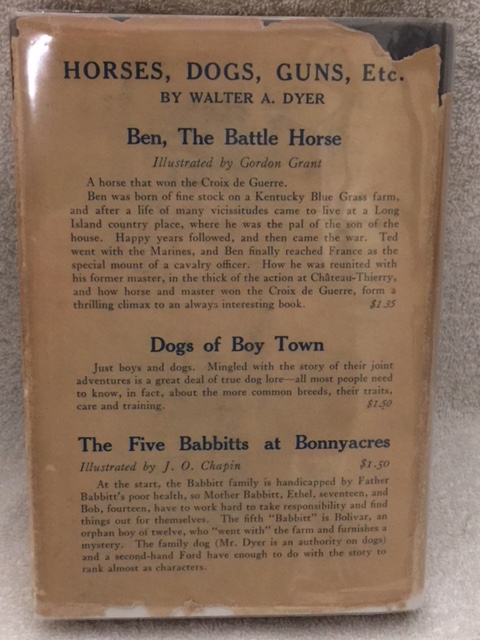 HORSES, DOGS, GUNS, Etc.
BY WALTER A. DYER
Ben, The Battle Horse
Illustrated by Gordon Grant
A horse that won the Croix de Guerre.
Ben was born of fine stock on a Kentucky Blue Grass farm,
and after a life of many vicissitudes came to live at a Long
Island country place, where he was the pal of the son of the
house. Happy years followed, and then came the war. Ted
went with the Marines, and Ben finally reached France as the
special mount of a cavalry officer. How he was reunited with
his former master, in the thick of the action at Château-Thierry,
and how horse and master won the Croix de Guerre, form a
thrilling climax to an always interesting book. $1.35
Dogs of Boy Town
Just boys and dogs. Mingled with the story of their joint
adventures is a great deal of true dog lore—all most people need
to know, in fact, about the more common breeds, their traits,
care and training. $1.50
The Five Babbitts at Bonnyacres
Illustrated by J. O. Chapin $1.50
At the start, the Babbitt family is handicapped by Father
Babbitt's poor health, so Mother Babbitt, Ethel, seventeen, and
Bob, fourteen, have to work hard to take responsibility and find
things out for themselves. The fifth "Babbitt" is Bolivar, an
orphan boy of twelve, who "went with" the farm and furnishes a
mystery. The family dog (Mr. Dyer is an authority on dogs)
and a second-hand Ford have enough to do with the story to
rank almost as characters.